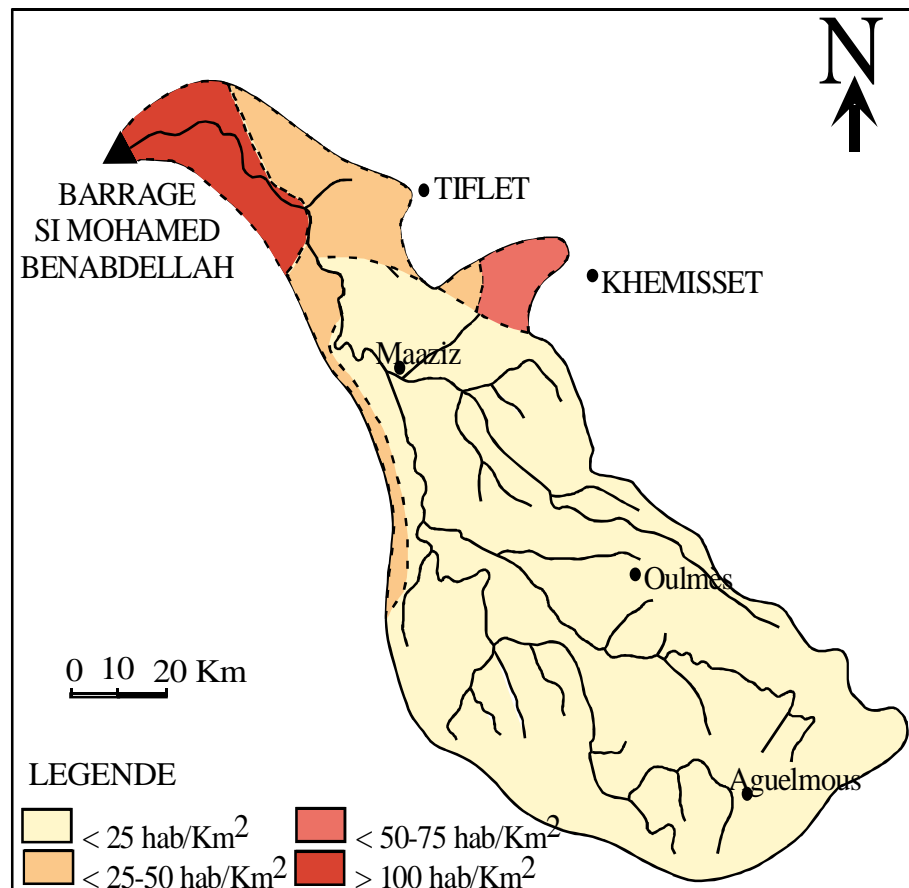 N
TIFLET
BARRAGE
SI MOHAMED
BENABDELLAH
KHEMISSET
Maaziz
Oulmès
0 10 20 Km
Aguelmous
LEGENDE
< 25 hab/Km²
< 50-75 hab/Km²
< 25-50 hab/Km²
> 100 hab/Km²